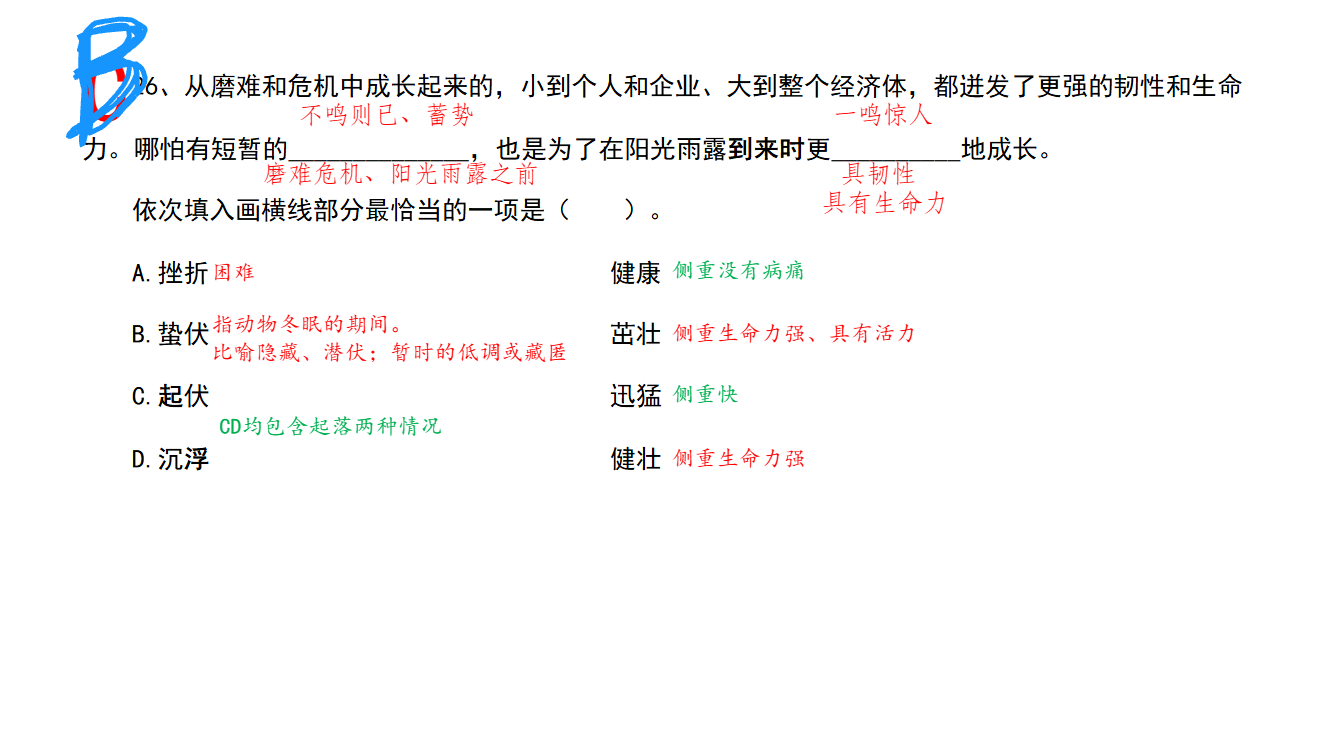 B
D 26、从磨难和危机中成长起来的，小到个人和企业、大到整个经济体，都迸发了更强的韧性和生命
不鸣则已、蓄势 一鸣惊人
力。哪怕有短暂的______________，也是为了在阳光雨露到来时更__________地成长。
磨难危机、阳光雨露之前 具韧性
具有生命力
依次填入画横线部分最恰当的一项是（　　）。
A.挫折 困难 健康 侧重没有病痛
B.蛰伏 指动物冬眠的期间。 茁壮 侧重生命力强、具有活力
比喻隐藏、潜伏；暂时的低调或藏匿
C.起伏 迅猛 侧重快
CD均包含起落两种情况
D.沉浮 健壮 侧重生命力强